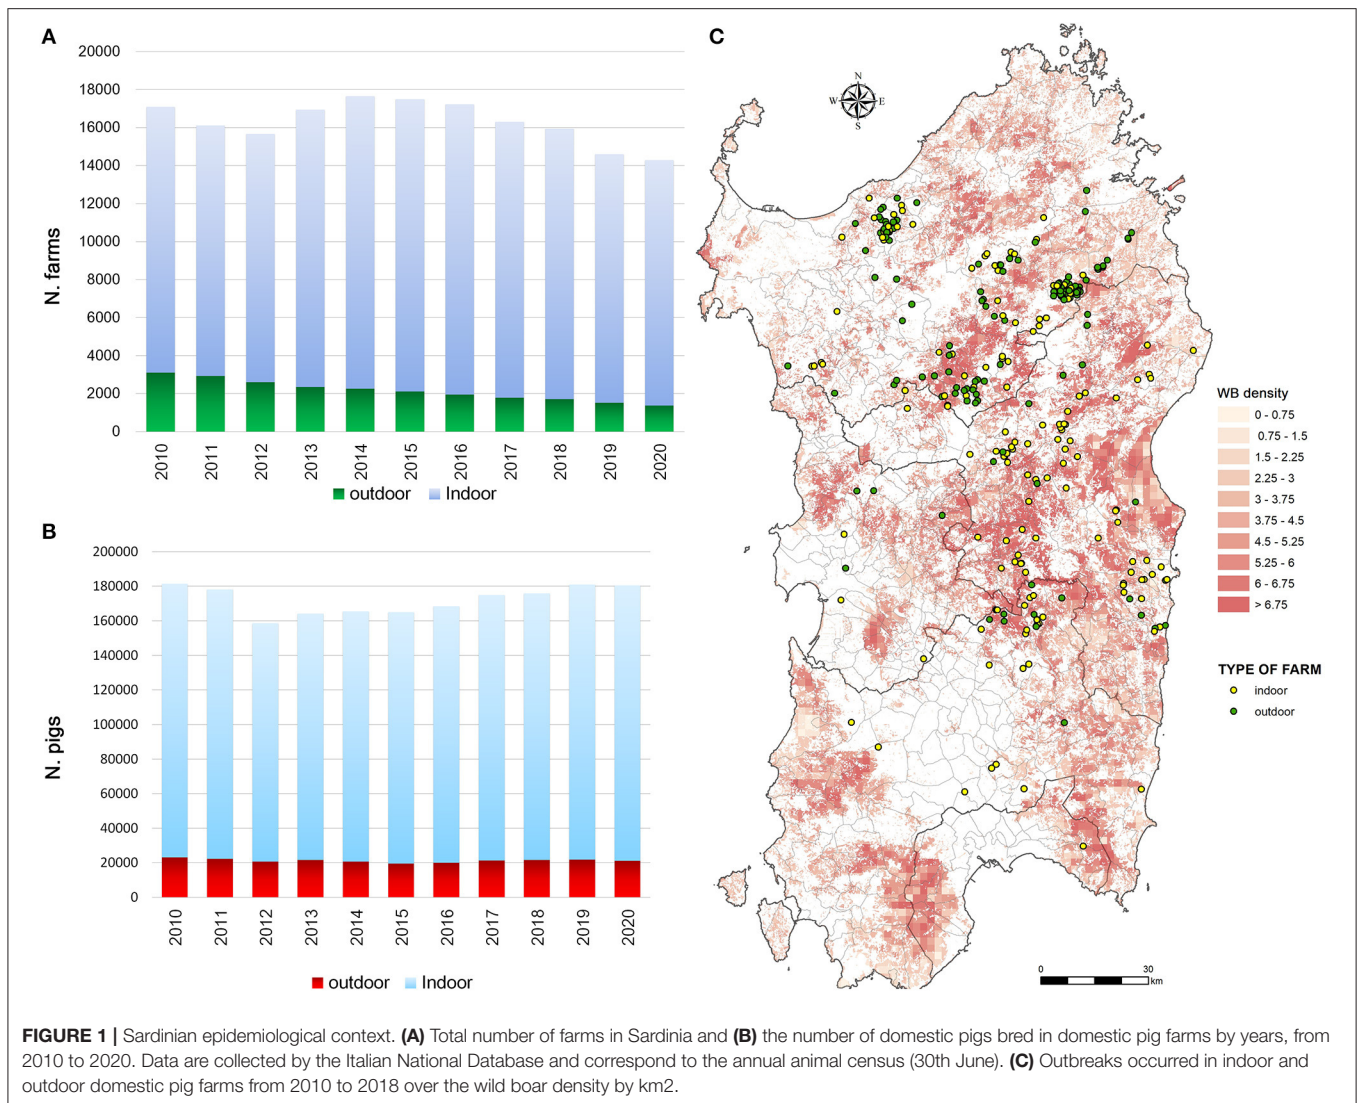 A
20000
18000
16000
14000
12000
10000
8000
6000
4000
2000
0
N. farms
2010
2011
2012
2013
2014
2015
2016
2017
2018
2019
2020
outdoor
Indoor
B
200000
180000
160000
140000
120000
100000
80000
60000
40000
20000
0
N. pigs
2010
2011
2012
2013
2014
2015
2016
2017
2018
2019
2020
outdoor
Indoor
C
N
W
E
S
WB density
0 - 0.75
0.75 - 1.5
1.5 - 2.25
2.25 - 3
3 - 3.75
3.75 - 4.5
4.5 - 5.25
5.25 - 6
6 - 6.75
> 6.75
TYPE OF FARM
indoor
outdoor
0
30
km
FIGURE 1 | Sardinian epidemiological context. (A) Total number of farms in Sardinia and (B) the number of domestic pigs bred in domestic pig farms by years, from
2010 to 2020. Data are collected by the Italian National Database and correspond to the annual animal census (30th June). (C) Outbreaks occurred in indoor and
outdoor domestic pig farms from 2010 to 2018 over the wild boar density by km2.